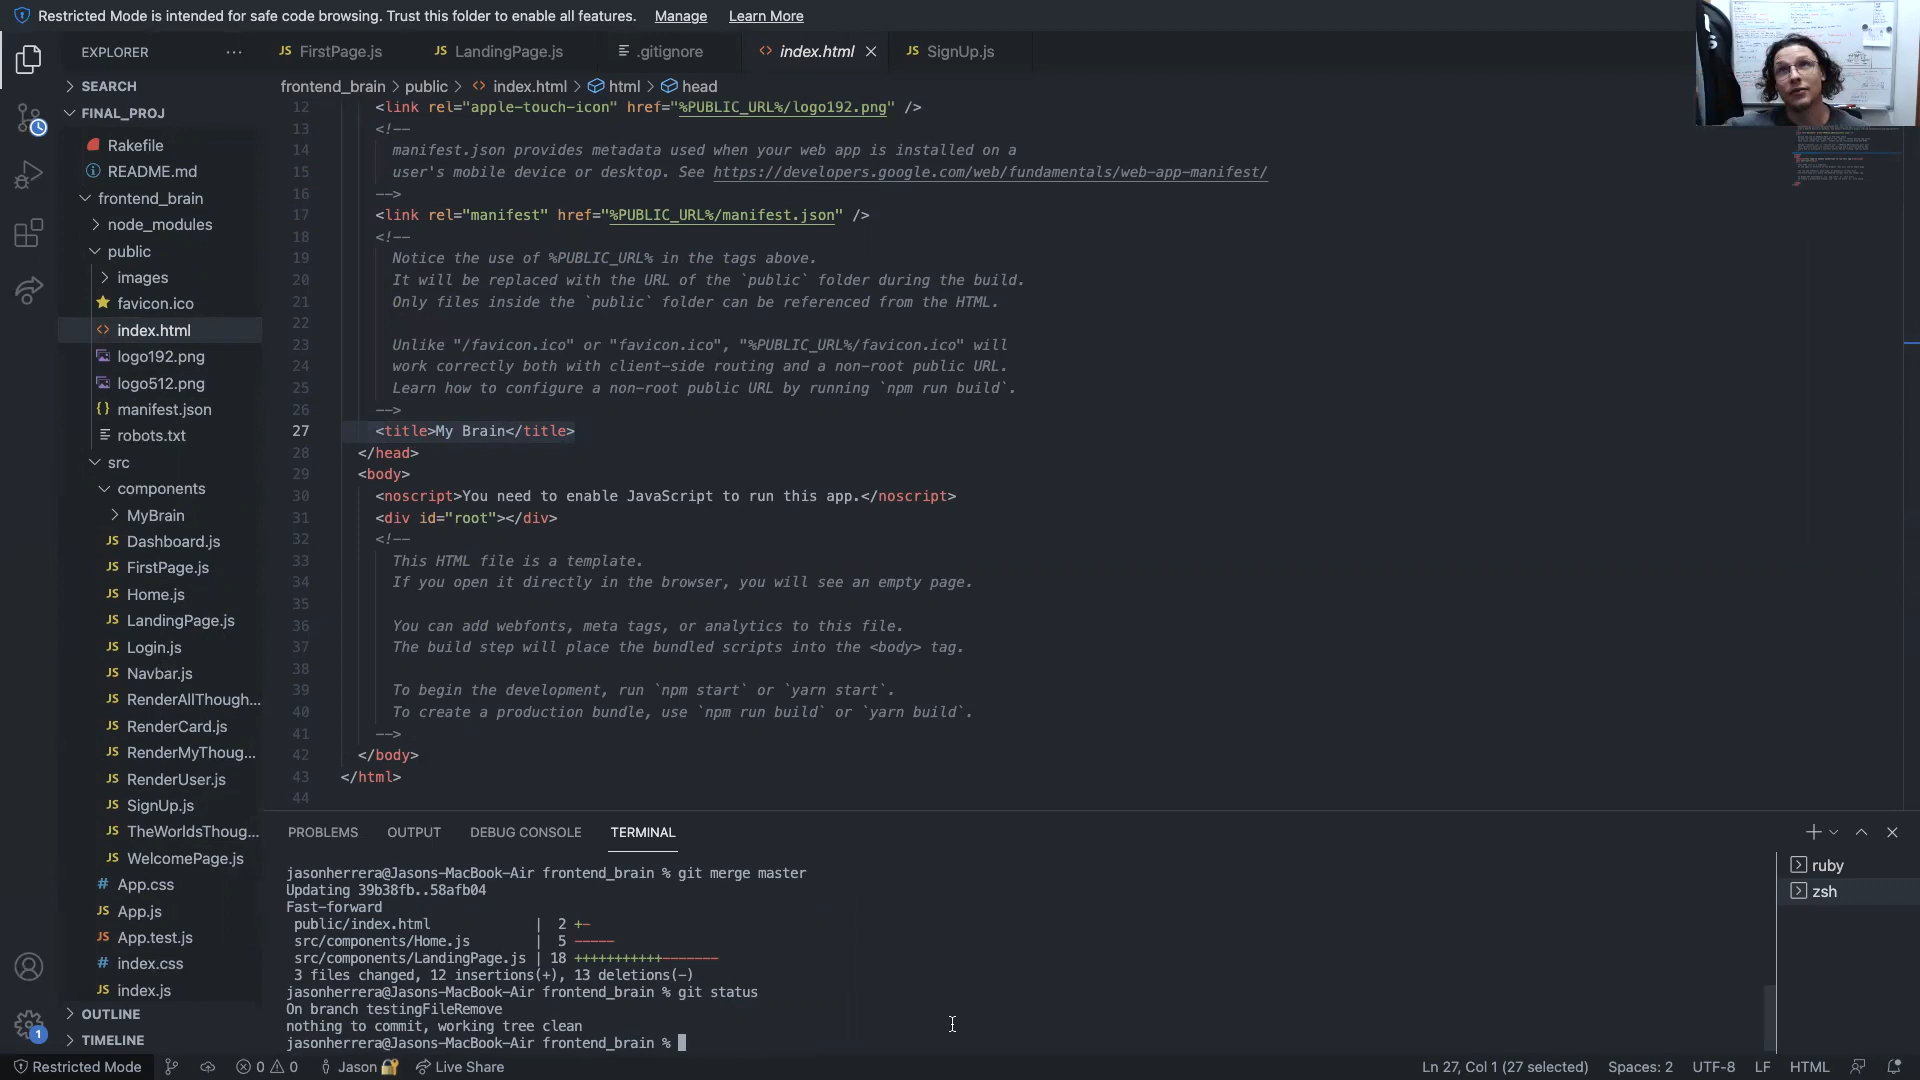 Restricted Mode is intended for safe code browsing. Trust this folder to enable all features. Manage Learn More
EXPLORER ··· FirstPage.js LandingPage.js .gitignore index.html SignUp.js
frontend_brain > public > index.html > html > head
SEARCH
FINAL_PROJ
Rakefile
README.md
frontend_brain
node_modules
public
images
favicon.ico
index.html
logo192.png
logo512.png
manifest.json
robots.txt
src
components
MyBrain
Dashboard.js
FirstPage.js
Home.js
LandingPage.js
Login.js
Navbar.js
RenderAllThough...
RenderCard.js
RenderMyThoug...
RenderUser.js
SignUp.js
TheWorldsThoug...
WelcomePage.js
App.css
App.js
App.test.js
index.css
index.js
OUTLINE
TIMELINE
12 <link rel="apple-touch-icon" href="%PUBLIC_URL%/logo192.png" />
13 <!--
14 manifest.json provides metadata used when your web app is installed on a
15 user's mobile device or desktop. See https://developers.google.com/web/fundamentals/web-app-manifest/
16 -->
17 <link rel="manifest" href="%PUBLIC_URL%/manifest.json" />
18 <!--
19 Notice the use of %PUBLIC_URL% in the tags above.
20 It will be replaced with the URL of the `public` folder during the build.
21 Only files inside the `public` folder can be referenced from the HTML.
22
23 Unlike "/favicon.ico" or "favicon.ico", "%PUBLIC_URL%/favicon.ico" will
24 work correctly both with client-side routing and a non-root public URL.
25 Learn how to configure a non-root public URL by running `npm run build`.
26 -->
27 <title>My Brain</title>
28 </head>
29 <body>
30 <noscript>You need to enable JavaScript to run this app.</noscript>
31 <div id="root"></div>
32 <!--
33 This HTML file is a template.
34 If you open it directly in the browser, you will see an empty page.
35
36 You can add webfonts, meta tags, or analytics to this file.
37 The build step will place the bundled scripts into the <body> tag.
38
39 To begin the development, run `npm start` or `yarn start`.
40 To create a production bundle, use `npm run build` or `yarn build`.
41 -->
42 </body>
43 </html>
44
PROBLEMS OUTPUT DEBUG CONSOLE TERMINAL
jasonherrera@Jasons-MacBook-Air frontend_brain % git merge master
Updating 39b38fb..58afb04
Fast-forward
public/index.html | 2 +-
src/components/Home.js | 5 -----
src/components/LandingPage.js | 18 +++++++++++-------
3 files changed, 12 insertions(+), 13 deletions(-)
jasonherrera@Jasons-MacBook-Air frontend_brain % git status
On branch testingFileRemove
nothing to commit, working tree clean
jasonherrera@Jasons-MacBook-Air frontend_brain %
ruby
zsh
1
Restricted Mode 0 0 Jason Live Share Ln 27, Col 1 (27 selected) Spaces: 2 UTF-8 LF HTML